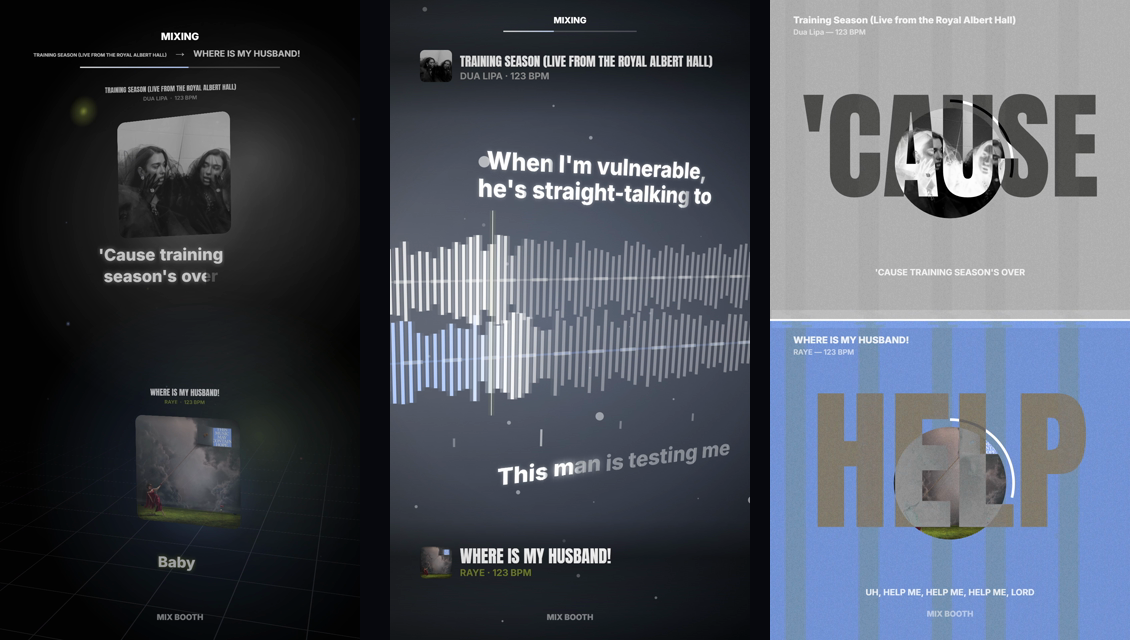 MIXING
TRAINING SEASON (LIVE FROM THE ROYAL ALBERT HALL) → WHERE IS MY HUSBAND!
TRAINING SEASON (LIVE FROM THE ROYAL ALBERT HALL)
DUA LIPA · 123 BPM
'Cause training
season's over
WHERE IS MY HUSBAND!
RAYE · 123 BPM
Baby
MIX BOOTH
MIXING
TRAINING SEASON (LIVE FROM THE ROYAL ALBERT HALL)
DUA LIPA · 123 BPM
When I'm vulnerable,
he's straight-talking to
This man is testing me
WHERE IS MY HUSBAND!
RAYE · 123 BPM
MIX BOOTH
Training Season (Live from the Royal Albert Hall)
Dua Lipa — 123 BPM
'CAUSE
'CAUSE TRAINING SEASON'S OVER
WHERE IS MY HUSBAND!
RAYE — 123 BPM
HELP
UH, HELP ME, HELP ME, HELP ME, LORD
MIX BOOTH